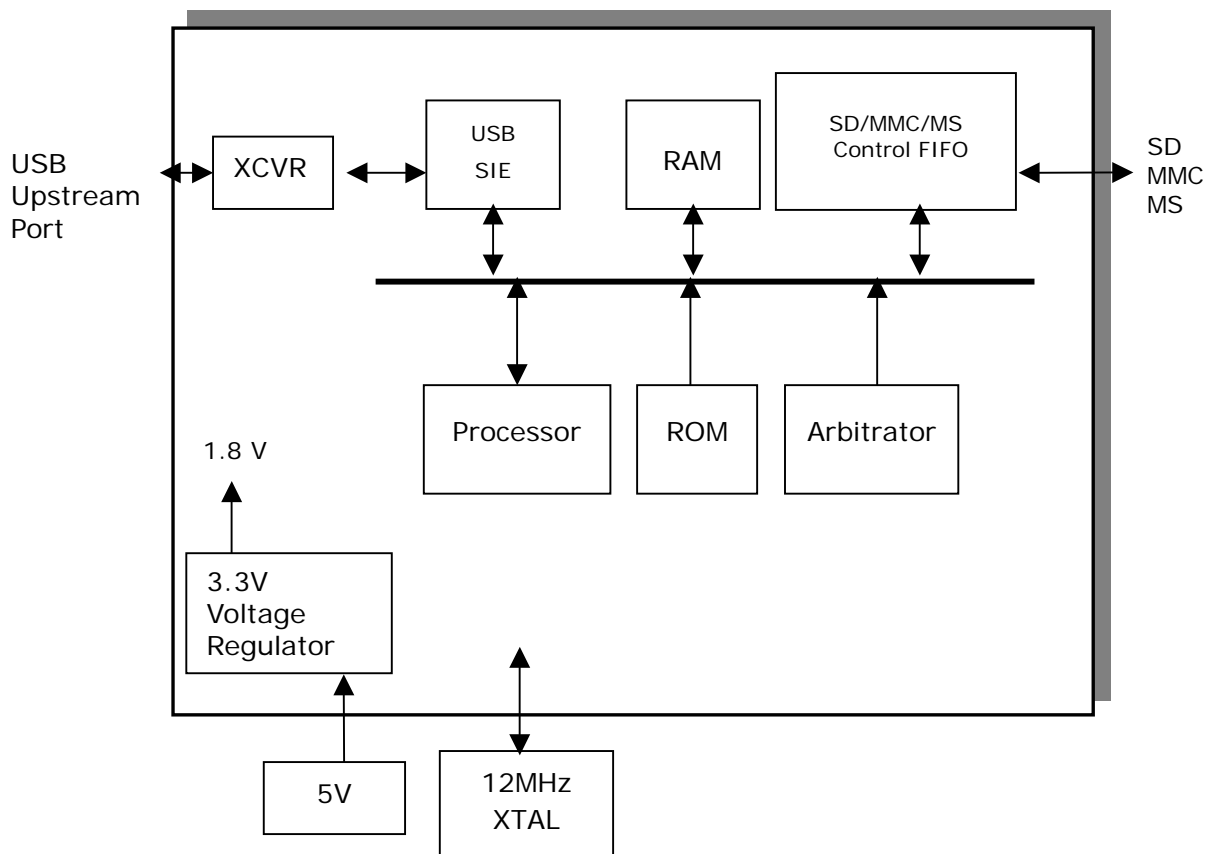 USB
Upstream
Port
XCVR
USB
SIE
RAM
SD/MMC/MS
Control FIFO
SD
MMC
MS
Processor
ROM
Arbitrator
1.8 V
3.3V
Voltage
Regulator
5V
12MHz
XTAL